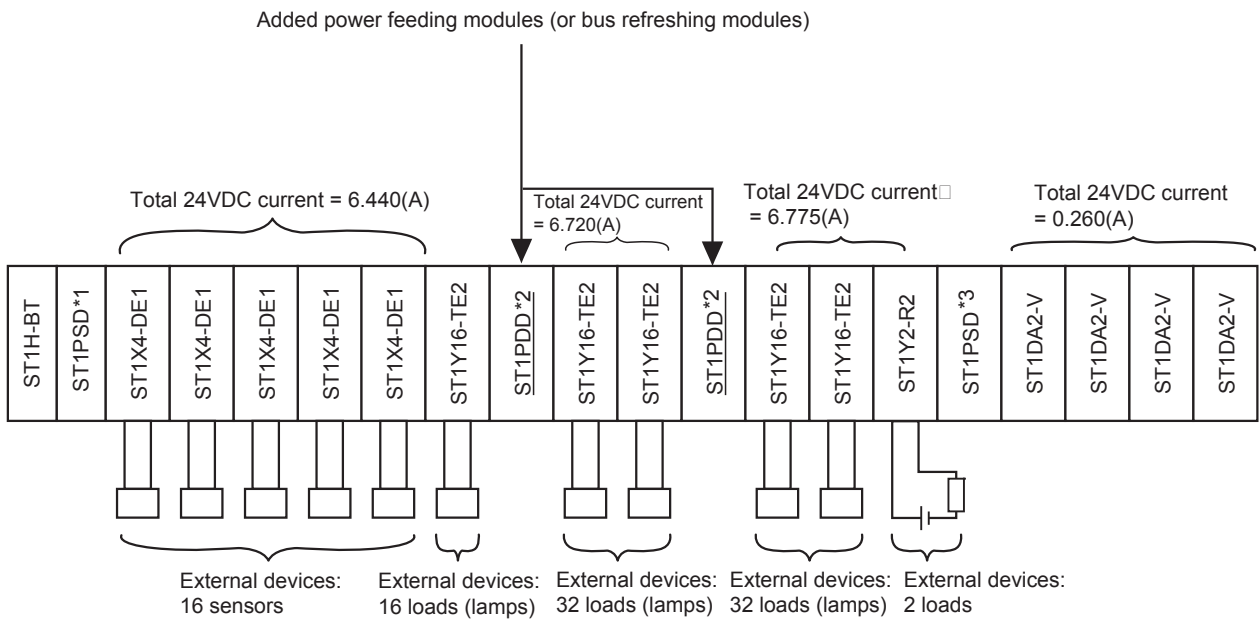 Added power feeding modules (or bus refreshing modules)
Total 24VDC current = 6.440(A)
Total 24VDC current
= 6.720(A)
Total 24VDC current□
= 6.775(A)
Total 24VDC current
= 0.260(A)
ST1H-BT
ST1PSD*1
ST1X4-DE1
ST1X4-DE1
ST1X4-DE1
ST1X4-DE1
ST1X4-DE1
ST1Y16-TE2
ST1PDD*2
ST1Y16-TE2
ST1Y16-TE2
ST1PDD*2
ST1Y16-TE2
ST1Y16-TE2
ST1Y2-R2
ST1PSD*3
ST1DA2-V
ST1DA2-V
ST1DA2-V
ST1DA2-V
External devices:
16 sensors
External devices:
16 loads (lamps)
External devices:
32 loads (lamps)
External devices:
32 loads (lamps)
External devices:
2 loads